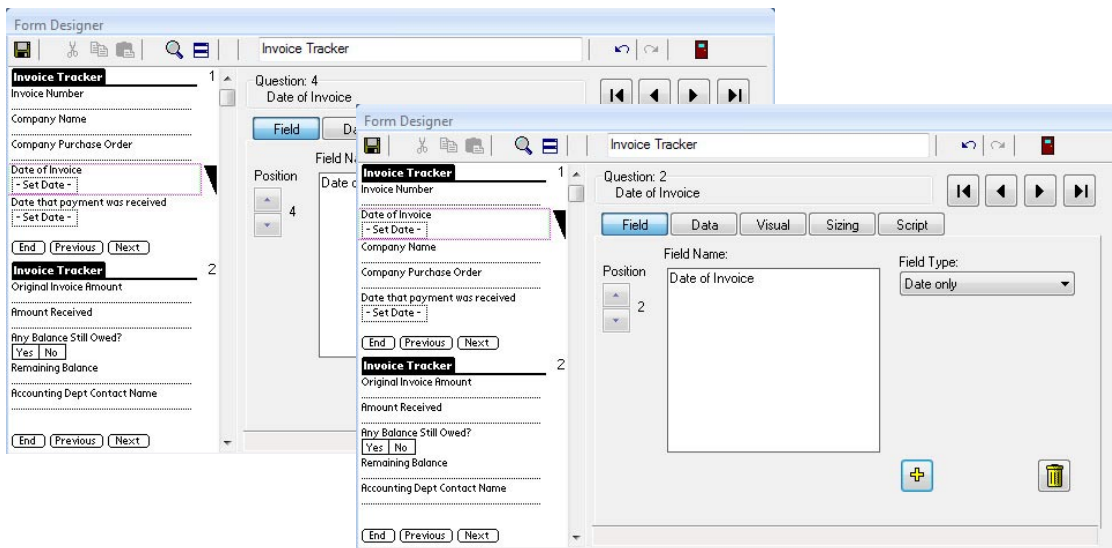 Form Designer
Invoice Tracker
Invoice Tracker 1
Invoice Number
Company Name
Company Purchase Order
Date of Invoice
- Set Date -
Date that payment was received
- Set Date -
End Previous Next
Invoice Tracker 2
Original Invoice Amount
Amount Received
Any Balance Still Owed?
Yes No
Remaining Balance
Accounting Dept Contact Name
End Previous Next
Question: 4
Date of Invoice
Field
Position
4
Form Designer
Invoice Tracker
Invoice Tracker 1
Invoice Number
Date of Invoice
- Set Date -
Company Name
Company Purchase Order
Date that payment was received
- Set Date -
End Previous Next
Invoice Tracker 2
Original Invoice Amount
Amount Received
Any Balance Still Owed?
Yes No
Remaining Balance
Accounting Dept Contact Name
End Previous Next
Question: 2
Date of Invoice
Field Data Visual Sizing Script
Field Name:
Position
2
Date of Invoice
Field Type:
Date only